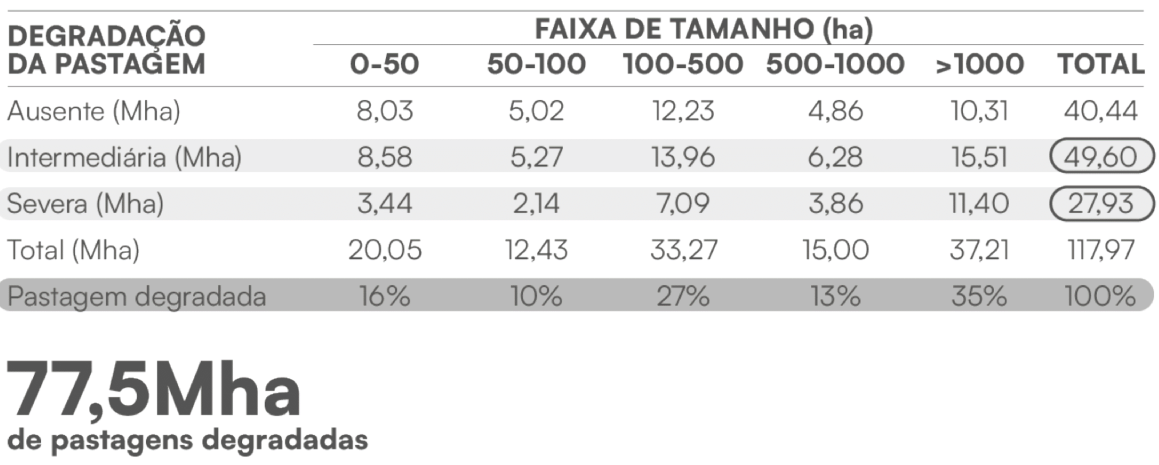 DEGRADAÇÃO DA PASTAGEM FAIXA DE TAMANHO (ha)
0-50 50-100 100-500 500-1000 >1000 TOTAL
Ausente (Mha) 8,03 5,02 12,23 4,86 10,31 40,44
Intermediária (Mha) 8,58 5,27 13,96 6,28 15,51 49,60
Severa (Mha) 3,44 2,14 7,09 3,86 11,40 27,93
Total (Mha) 20,05 12,43 33,27 15,00 37,21 117,97
Pastagem degradada 16% 10% 27% 13% 35% 100%
77,5Mha
de pastagens degradadas